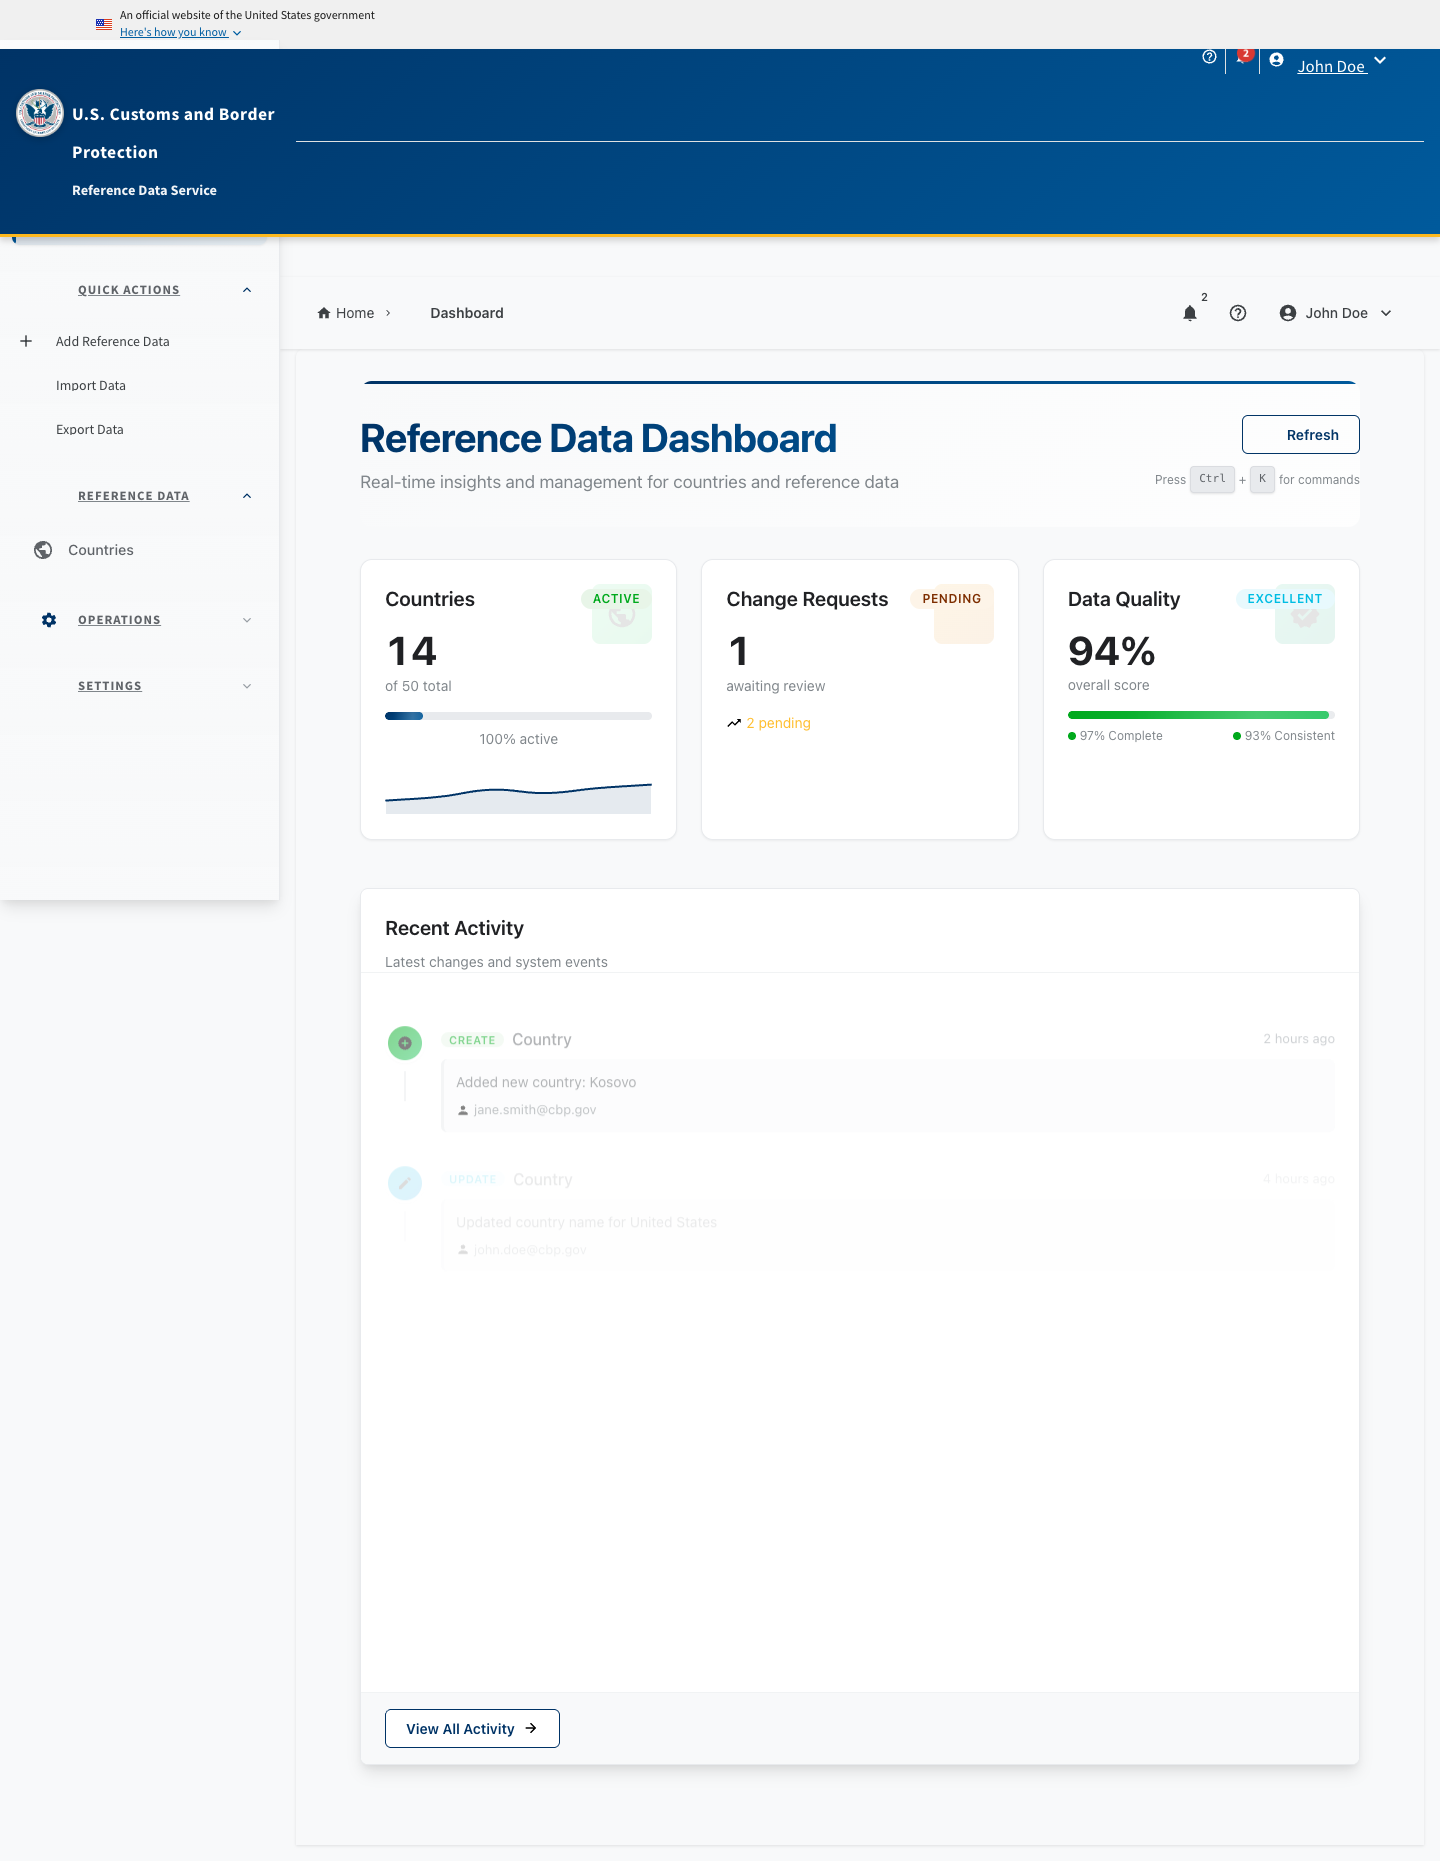 An official website of the United States government
Here's how you know
2
John Doe
U.S. Customs and Border
Protection
Reference Data Service
QUICK ACTIONS
Add Reference Data
Import Data
Export Data
REFERENCE DATA
Countries
OPERATIONS
SETTINGS
Home
Dashboard
2
John Doe
Reference Data Dashboard
Refresh
Real-time insights and management for countries and reference data
Press Ctrl + K for commands
Countries
ACTIVE
14
of 50 total
100% active
Change Requests
PENDING
1
awaiting review
2 pending
Data Quality
EXCELLENT
94%
overall score
97% Complete
93% Consistent
Recent Activity
Latest changes and system events
CREATE Country 2 hours ago
Added new country: Kosovo
jane.smith@cbp.gov
UPDATE Country 4 hours ago
Updated country name for United States
john.doe@cbp.gov
View All Activity